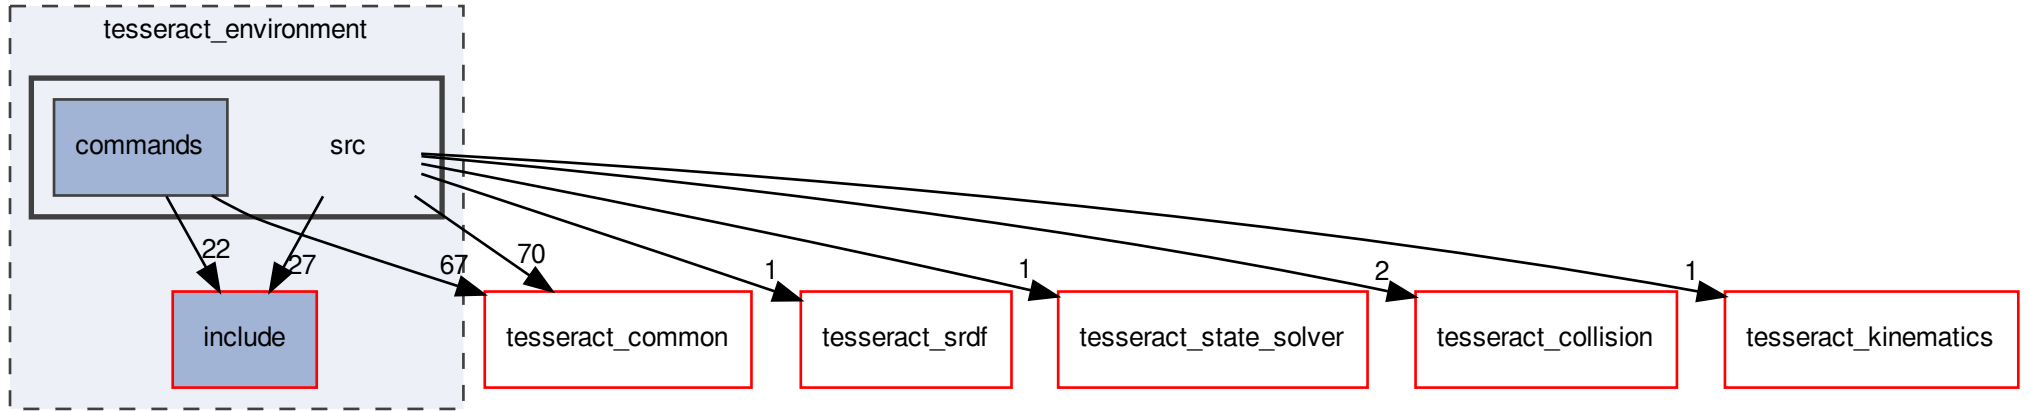 tesseract_environment
commands
src
22
27
67
70
1
1
2
1
include
tesseract_common
tesseract_srdf
tesseract_state_solver
tesseract_collision
tesseract_kinematics